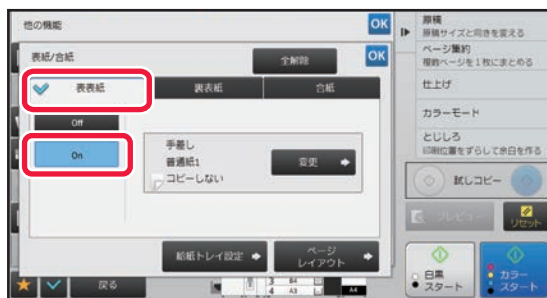 他の機能
OK
表紙/合紙
全解除
OK
表表紙
裏表紙
合紙
Off
On
手差し
普通紙1
コピーしない
変更
給紙トレイ設定
ページ
レイアウト
戻る
3 B4
4 A3
A4
原稿
原稿サイズと向きを変える
ページ集約
複数ページを1枚にまとめる
仕上げ
カラーモード
とじしろ
印刷位置をずらして余白を作る
試しコピー
プレビュー
リセット
白黒
スタート
カラー
スタート